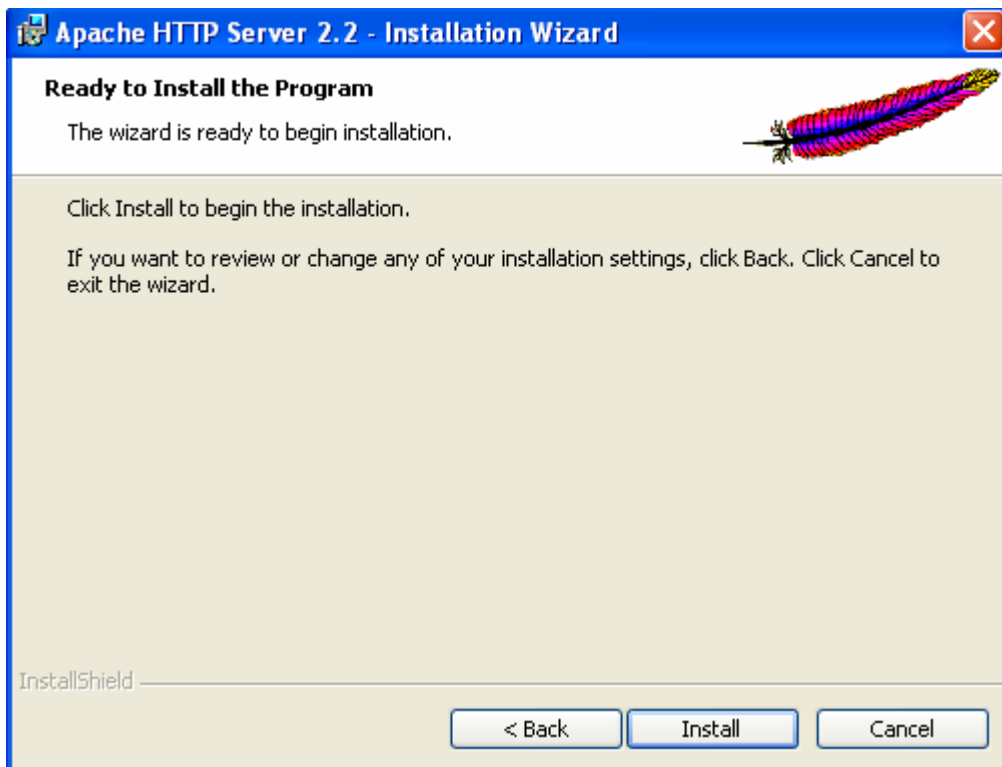 Apache HTTP Server 2.2 - Installation Wizard
Ready to Install the Program
The wizard is ready to begin installation.
Click Install to begin the installation.
If you want to review or change any of your installation settings, click Back. Click Cancel to
exit the wizard.
InstallShield
< Back Install Cancel